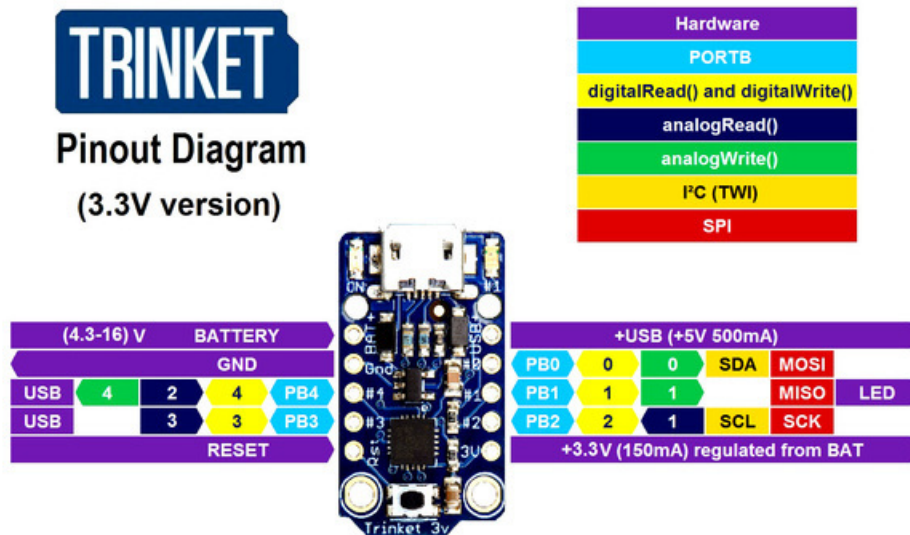 TRINKET
Pinout Diagram
(3.3V version)
Hardware
PORTB
digitalRead() and digitalWrite()
analogRead()
analogWrite()
I²C (TWI)
SPI
ON #1
(4.3-16) V BATTERY BAT+ USB+ +USB (+5V 500mA)
GND Gnd #0 PB0 0 0 SDA MOSI
USB 4 2 4 PB4 #4 #1 PB1 1 1 MISO LED
USB 3 3 PB3 #3 #2 PB2 2 1 SCL SCK
RESET Rst 3V +3.3V (150mA) regulated from BAT
Trinket 3v